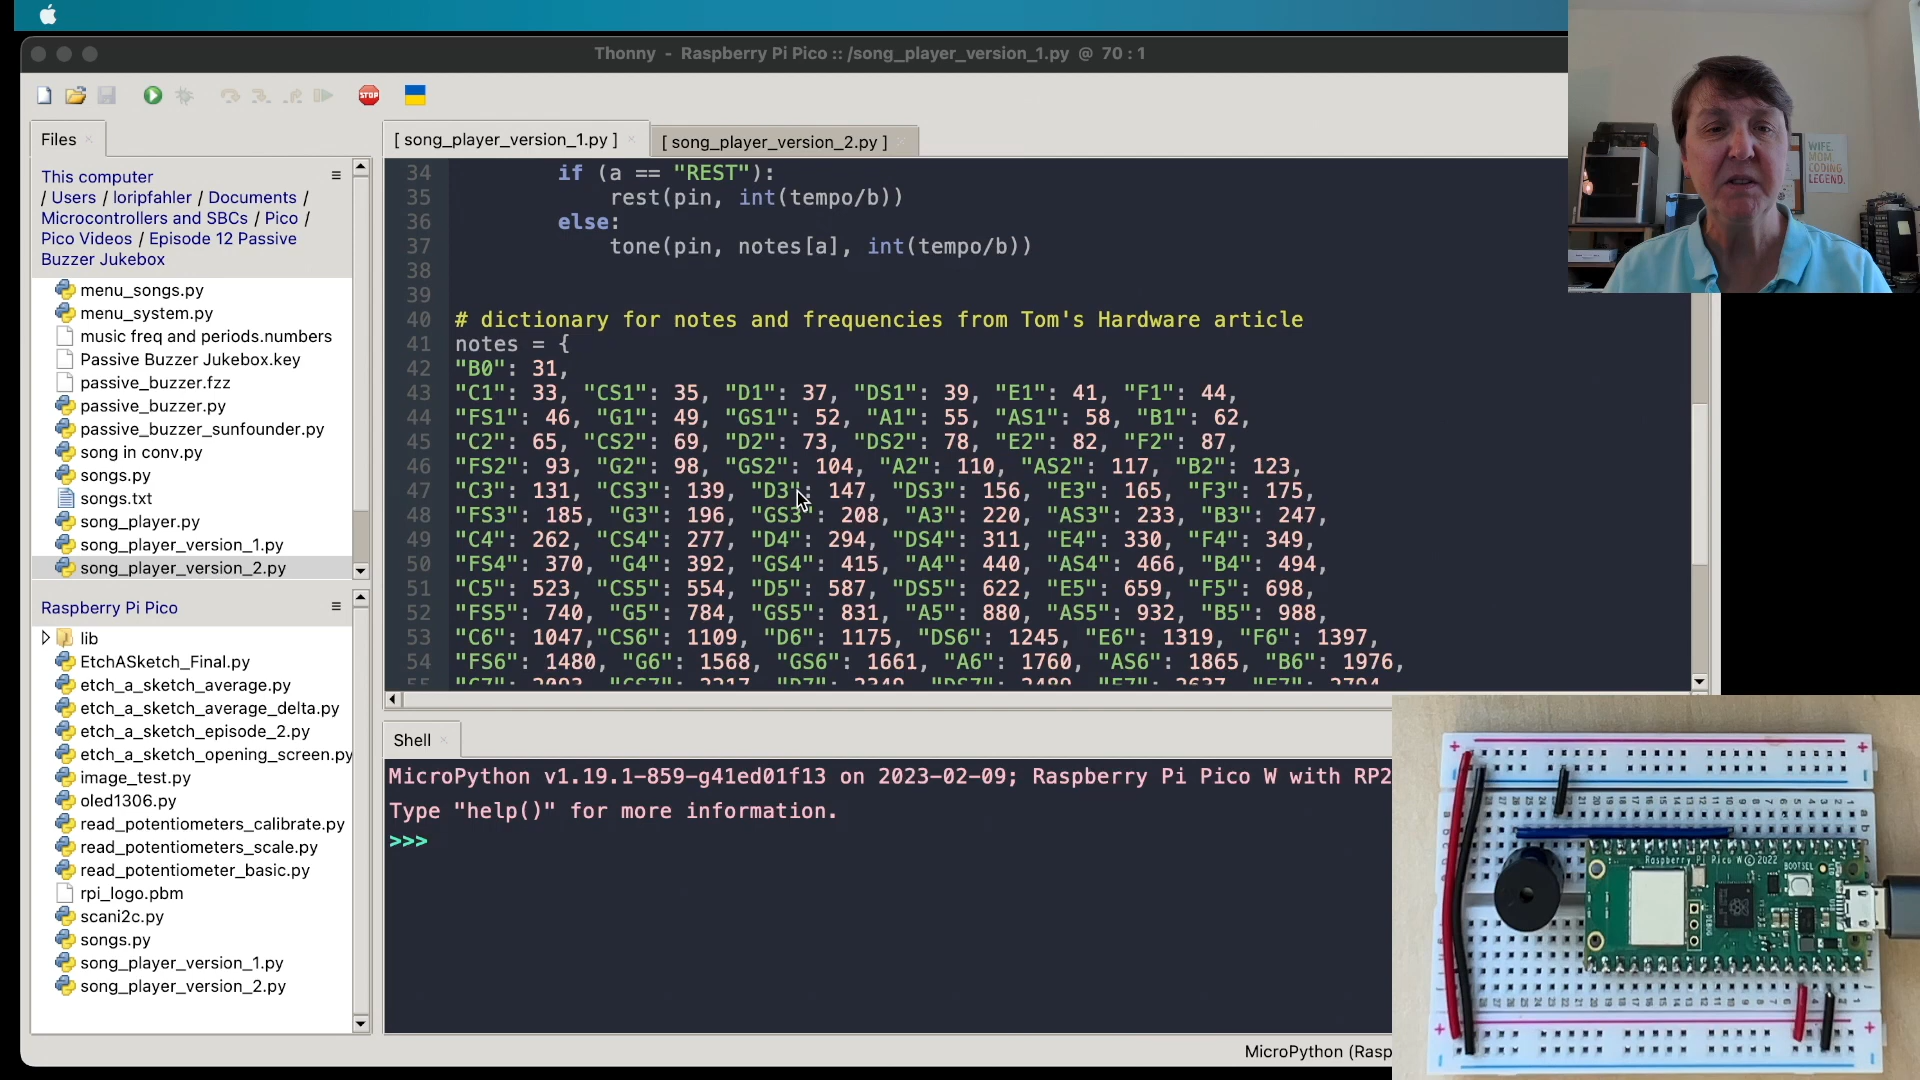 Thonny - Raspberry Pi Pico :: /song_player_version_1.py @ 70 : 1
STOP
Files
[ song_player_version_1.py ]
[ song_player_version_2.py ]
This computer
/ Users / loripfahler / Documents /
Microcontrollers and SBCs / Pico /
Pico Videos / Episode 12 Passive
Buzzer Jukebox
menu_songs.py
menu_system.py
music freq and periods.numbers
Passive Buzzer Jukebox.key
passive_buzzer.fzz
passive_buzzer.py
passive_buzzer_sunfounder.py
song in conv.py
songs.py
songs.txt
song_player.py
song_player_version_1.py
song_player_version_2.py
Raspberry Pi Pico
lib
EtchASketch_Final.py
etch_a_sketch_average.py
etch_a_sketch_average_delta.py
etch_a_sketch_episode_2.py
etch_a_sketch_opening_screen.py
image_test.py
oled1306.py
read_potentiometers_calibrate.py
read_potentiometers_scale.py
read_potentiometer_basic.py
rpi_logo.pbm
scani2c.py
songs.py
song_player_version_1.py
song_player_version_2.py
34 if (a == "REST"):
35 rest(pin, int(tempo/b))
36 else:
37 tone(pin, notes[a], int(tempo/b))
38
39
40 # dictionary for notes and frequencies from Tom's Hardware article
41 notes = {
42 "B0": 31,
43 "C1": 33, "CS1": 35, "D1": 37, "DS1": 39, "E1": 41, "F1": 44,
44 "FS1": 46, "G1": 49, "GS1": 52, "A1": 55, "AS1": 58, "B1": 62,
45 "C2": 65, "CS2": 69, "D2": 73, "DS2": 78, "E2": 82, "F2": 87,
46 "FS2": 93, "G2": 98, "GS2": 104, "A2": 110, "AS2": 117, "B2": 123,
47 "C3": 131, "CS3": 139, "D3": 147, "DS3": 156, "E3": 165, "F3": 175,
48 "FS3": 185, "G3": 196, "GS3": 208, "A3": 220, "AS3": 233, "B3": 247,
49 "C4": 262, "CS4": 277, "D4": 294, "DS4": 311, "E4": 330, "F4": 349,
50 "FS4": 370, "G4": 392, "GS4": 415, "A4": 440, "AS4": 466, "B4": 494,
51 "C5": 523, "CS5": 554, "D5": 587, "DS5": 622, "E5": 659, "F5": 698,
52 "FS5": 740, "G5": 784, "GS5": 831, "A5": 880, "AS5": 932, "B5": 988,
53 "C6": 1047,"CS6": 1109, "D6": 1175, "DS6": 1245, "E6": 1319, "F6": 1397,
54 "FS6": 1480, "G6": 1568, "GS6": 1661, "A6": 1760, "AS6": 1865, "B6": 1976,
Shell
MicroPython v1.19.1-859-g41ed01f13 on 2023-02-09; Raspberry Pi Pico W with RP2
Type "help()" for more information.
>>>
MicroPython (Rasp
WIFE.
MOM.
CODING
LEGEND.
Raspberry Pi Pico W © 2022
BOOTSEL
DEBUG